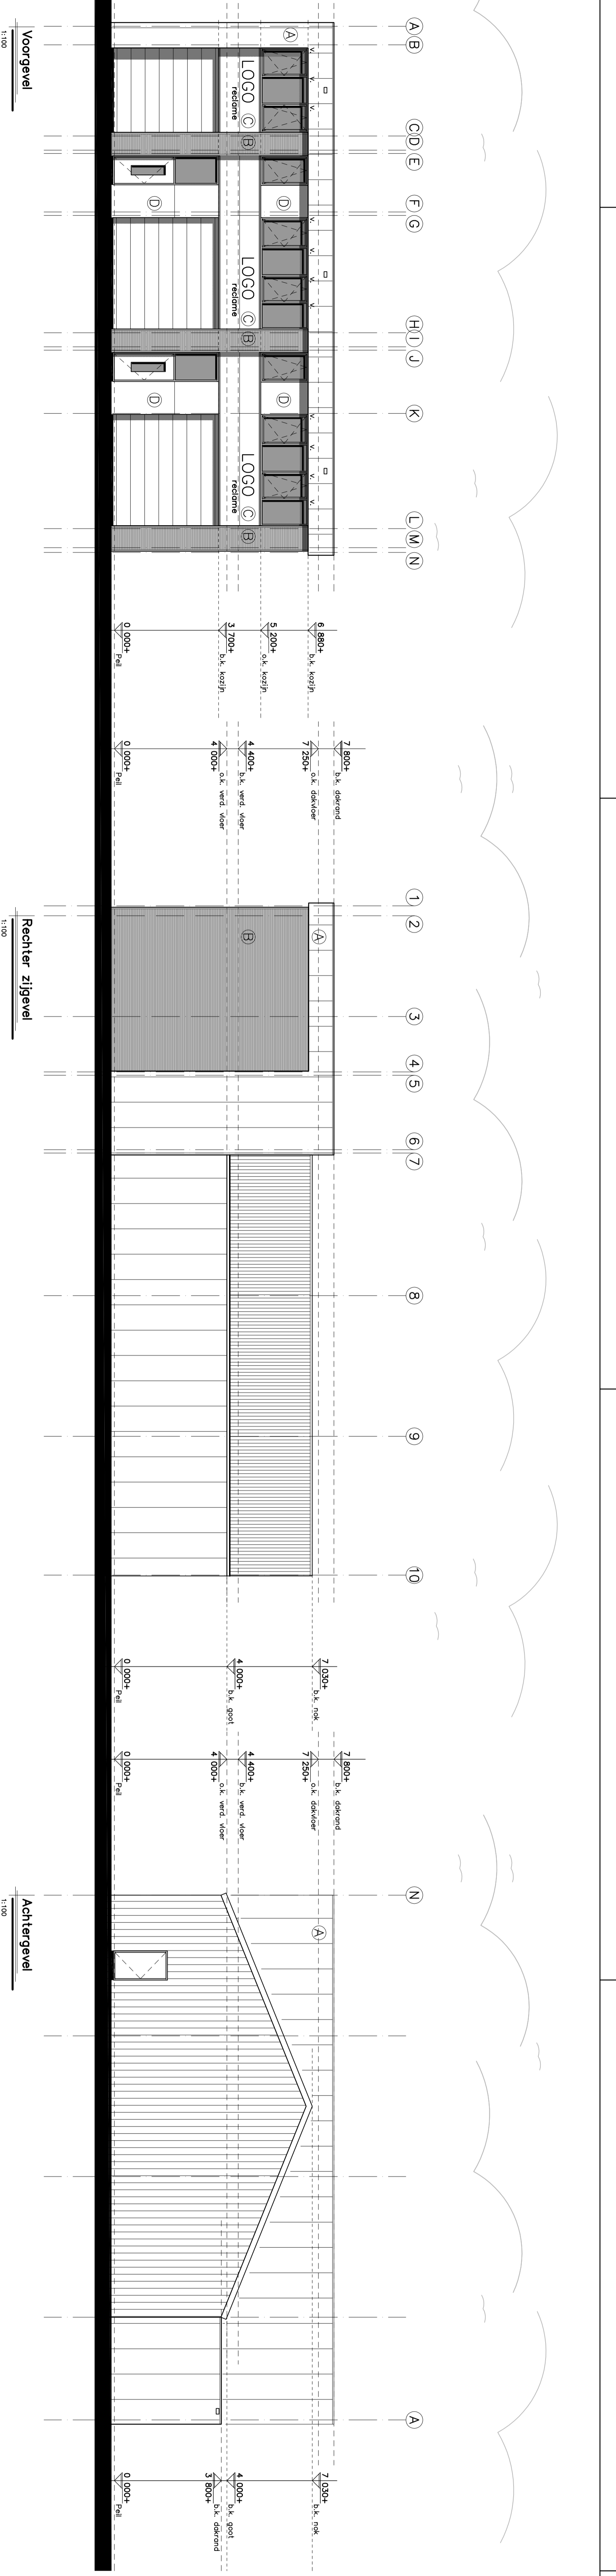 A
B
C
D
E
F
G
H
I
J
K
L
M
N
A
LOGO C
reclame
B
D
D
LOGO C
reclame
B
D
D
LOGO C
reclame
B
v.
v.
v.
v.
v.
v.
v.
v.
v.
v.
6 880+
b.k. kozijn
5 200+
o.k. kozijn
3 700+
b.k. kozijn
0 000+
Peil
Voorgevel
1:100
7 800+
b.k. dakrand
7 250+
o.k. dakvloer
4 400+
b.k. verd. vloer
4 000+
o.k. verd. vloer
0 000+
Peil
1
2
3
4
5
6
7
8
9
10
A
B
7 030+
b.k. nok
4 000+
b.k. goot
0 000+
Peil
Rechter zijgevel
1:100
7 800+
b.k. dakrand
7 250+
o.k. dakvloer
4 400+
b.k. verd. vloer
4 000+
o.k. verd. vloer
0 000+
Peil
N
A
A
7 030+
b.k. nok
4 000+
b.k. goot
3 800+
b.k. dakrand
0 000+
Peil
Achtergevel
1:100